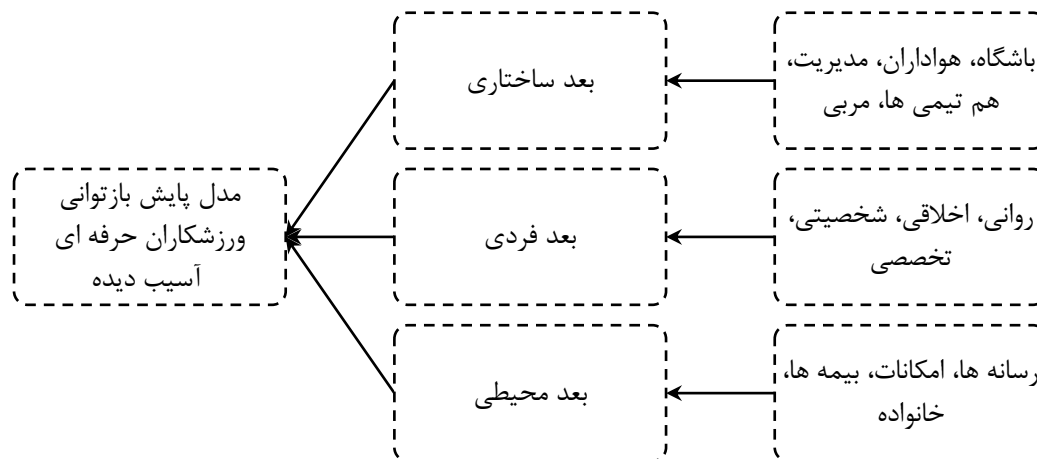 باشگاه، هواداران، مدیریت،
هم تیمی ها، مربی
بعد ساختاری
روانی، اخلاقی، شخصیتی،
تخصصی
بعد فردی
مدل پایش بازتوانی
ورزشکاران حرفه ای
آسیب دیده
رسانه ها، امکانات، بیمه ها،
خانواده
بعد محیطی